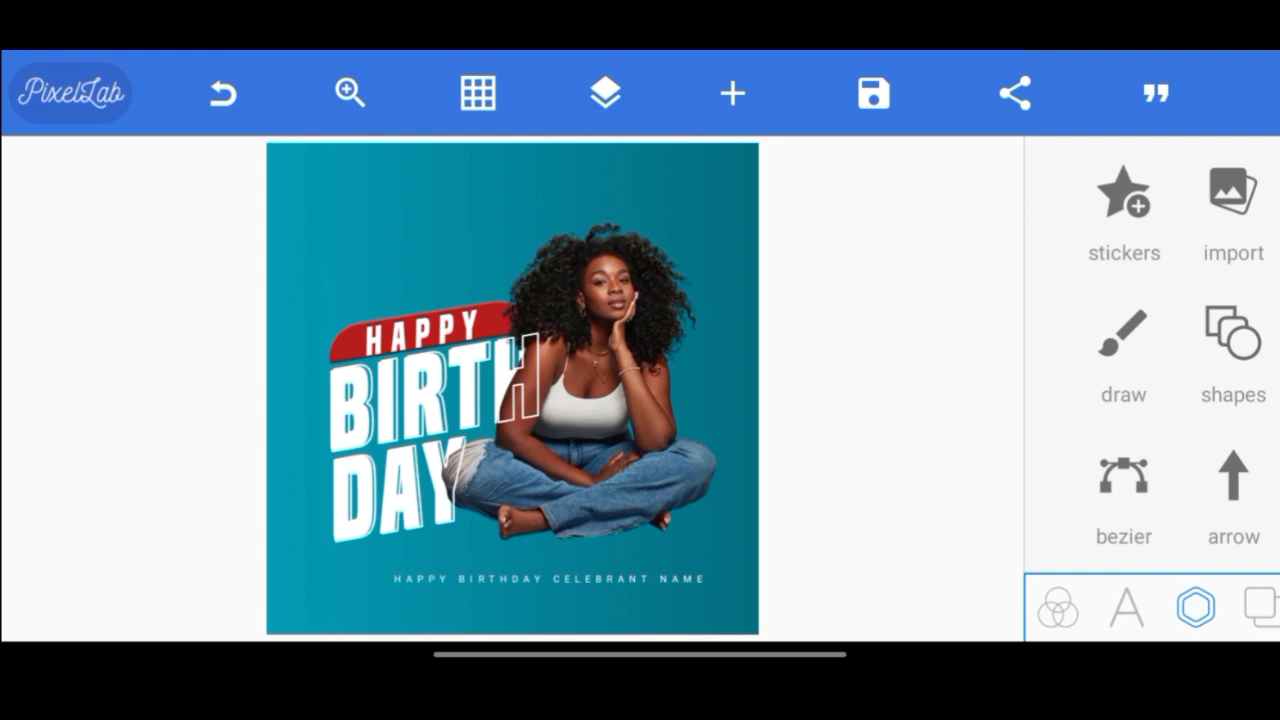 PixelLab
stickers
import
HAPPY
BIRTH
DAY
draw
shapes
bezier
arrow
HAPPY BIRTHDAY CELEBRANT NAME